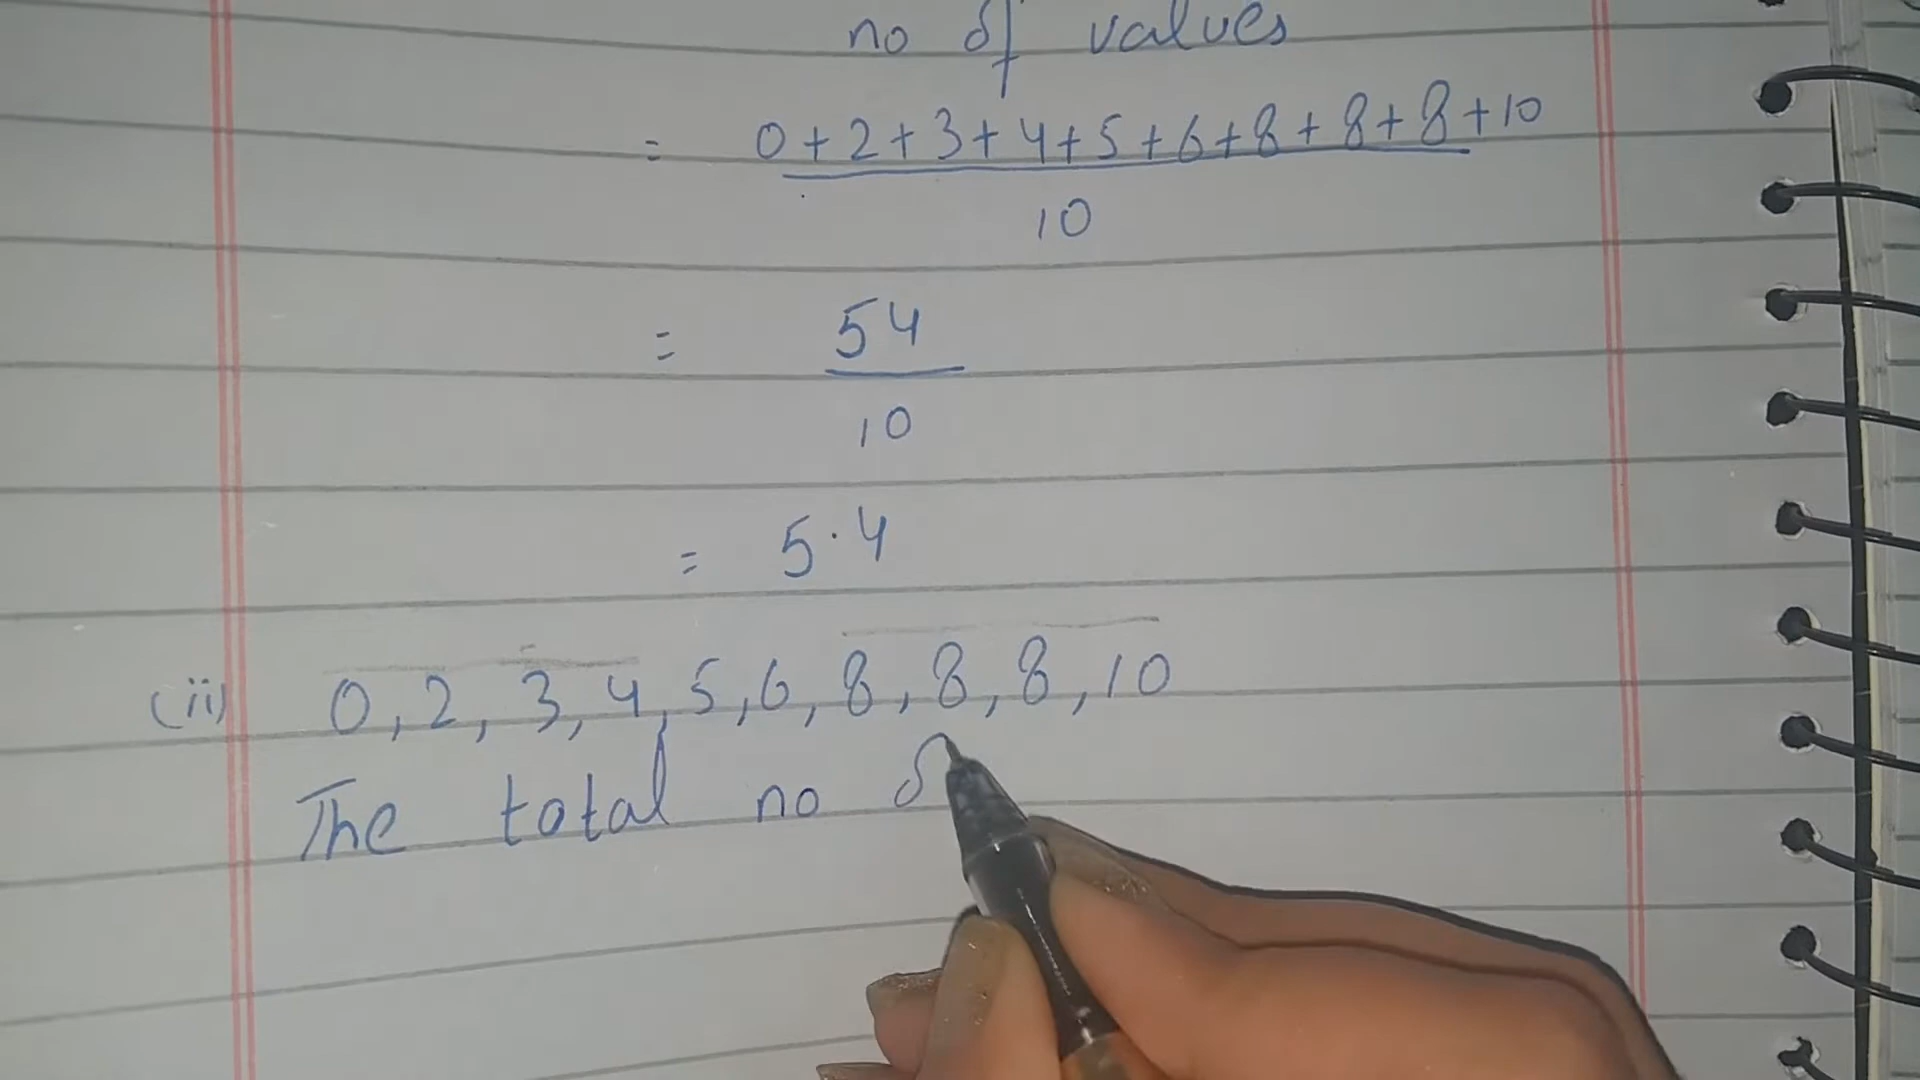 no of values
= 0+2+3+4+5+6+8+8+8+10
10
= 54
10
= 5.4
(ii) 0, 2, 3, 4, 5, 6, 8, 8, 8, 10
The total no